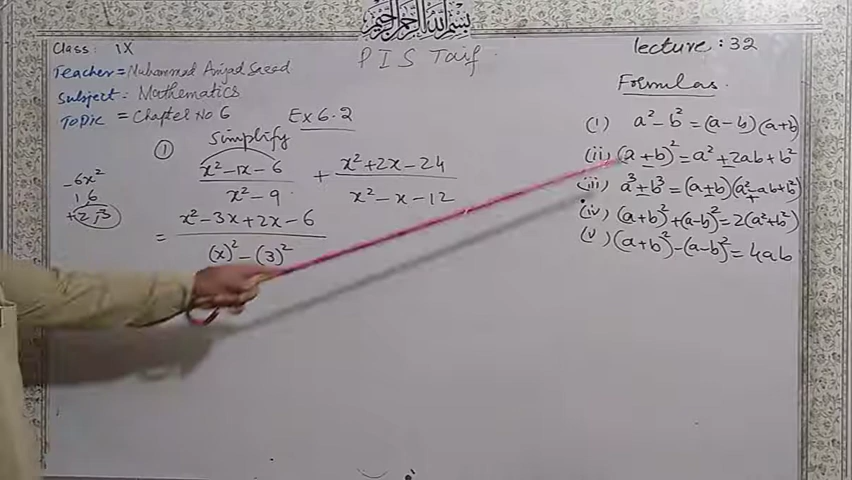 بسم الله الرحمن الرحيم
Class: IX
PIS Taif
lecture: 32
Teacher = Muhammad Amjad Saeed
Subject: Mathematics
Topic = Chapter No 6 Ex 6.2
① Simplify
x²-1x-6/x²-9 + x²+2x-24/x²-x-12
-6x²
1,6
+2,-3
= x²-3x+2x-6/(x)²-(3)²
Formulas
(i) a²-b²=(a-b)(a+b)
(ii) (a±b)²=a²±2ab+b²
(iii) a³±b³=(a±b)(a²∓ab+b²)
(iv) (a+b)²+(a-b)²=2(a²+b²)
(v) (a+b)²-(a-b)²=4ab